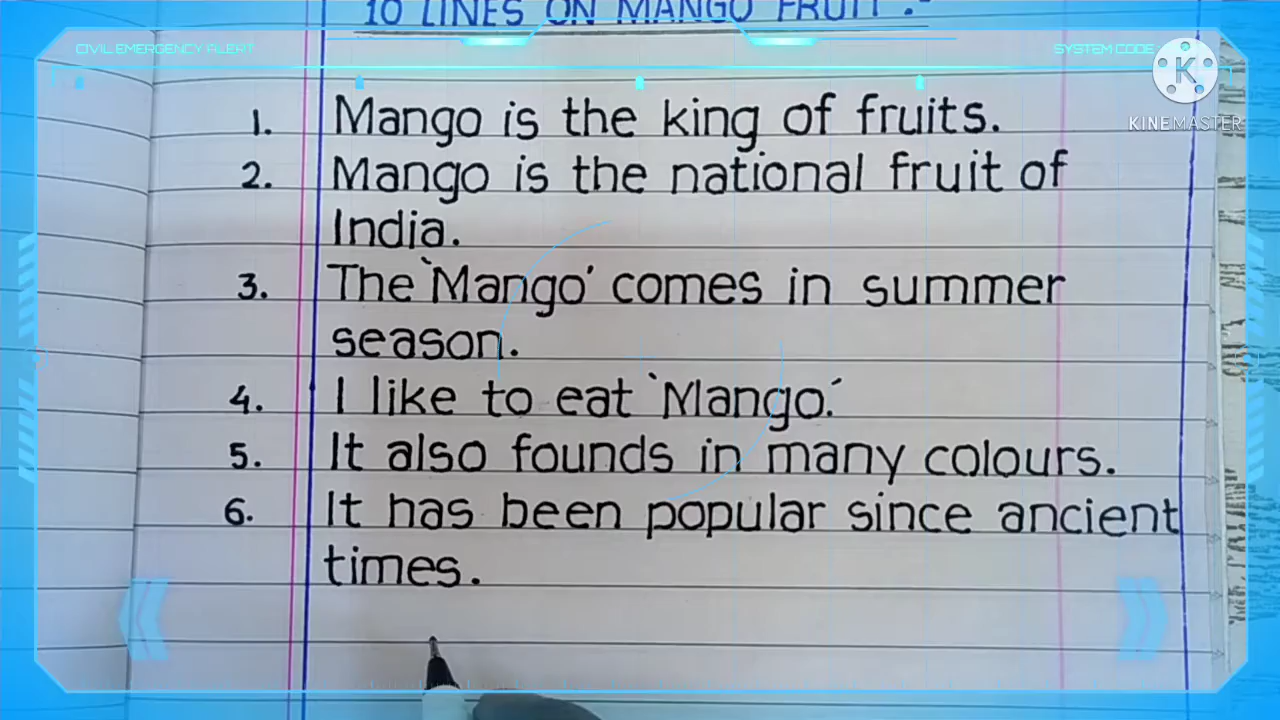 10 LINES ON MANGO FRUIT :-
CIVIL EMERGENCY ALERT
SYSTEM CODE
K
KINEMASTER
1. Mango is the king of fruits.
2. Mango is the national fruit of
India.
3. The `Mango' comes in summer
season.
4. I like to eat `Mango.'
5. It also founds in many colours.
6. It has been popular since ancient
times.